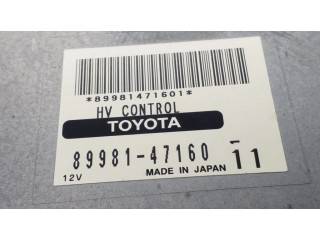 *89981471601*
HV CONTROL
TOYOTA
89981-47160 11
12V MADE IN JAPAN